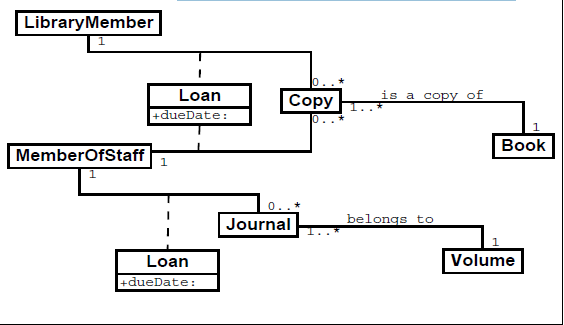 LibraryMember
1
0..*
Loan
+dueDate:
Copy
is a copy of
1..*
0..*
1
Book
MemberOfStaff
1
1
0..*
Journal
belongs to
1..*
1
Volume
Loan
+dueDate: